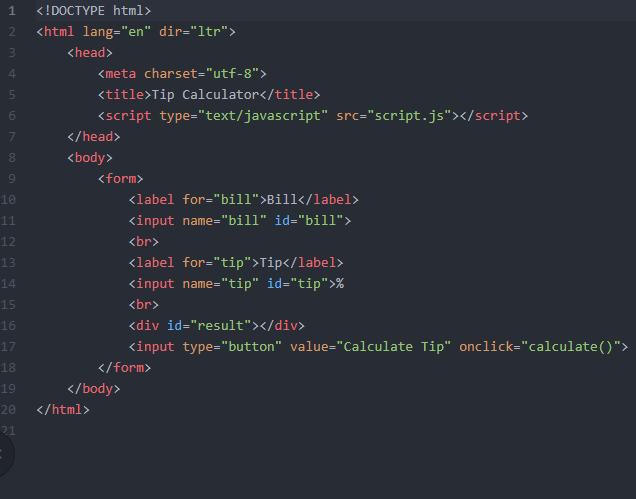 1 <!DOCTYPE html>
2 <html lang="en" dir="ltr">
3     <head>
4         <meta charset="utf-8">
5         <title>Tip Calculator</title>
6         <script type="text/javascript" src="script.js"></script>
7     </head>
8     <body>
9         <form>
10             <label for="bill">Bill</label>
11             <input name="bill" id="bill">
12             <br>
13             <label for="tip">Tip</label>
14             <input name="tip" id="tip">%
15             <br>
16             <div id="result"></div>
17             <input type="button" value="Calculate Tip" onclick="calculate()">
18         </form>
19     </body>
20 </html>
21